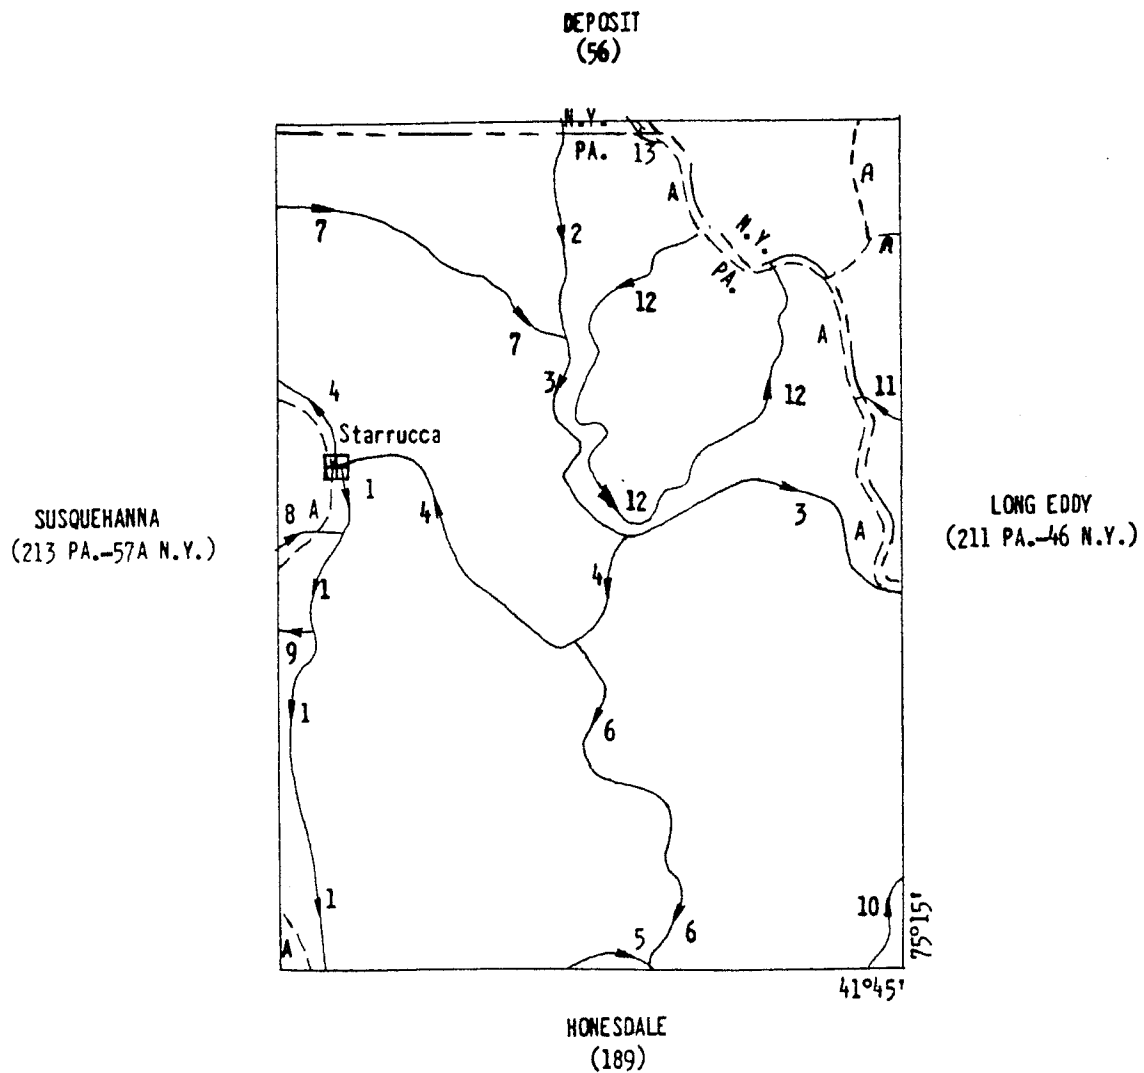 DEPOSIT
(56)
N.Y.
PA.
13
A
A
7
2
N.Y.
A
PA.
12
7
A
3
4
12
11
Starrucca
1
12
8
A
4
3
A
SUSQUEHANNA
(213 PA.-57A N.Y.)
LONG EDDY
(211 PA.-46 N.Y.)
1
4
9
1
6
1
10
75°15'
5
6
A
41°45'
HONESDALE
(189)